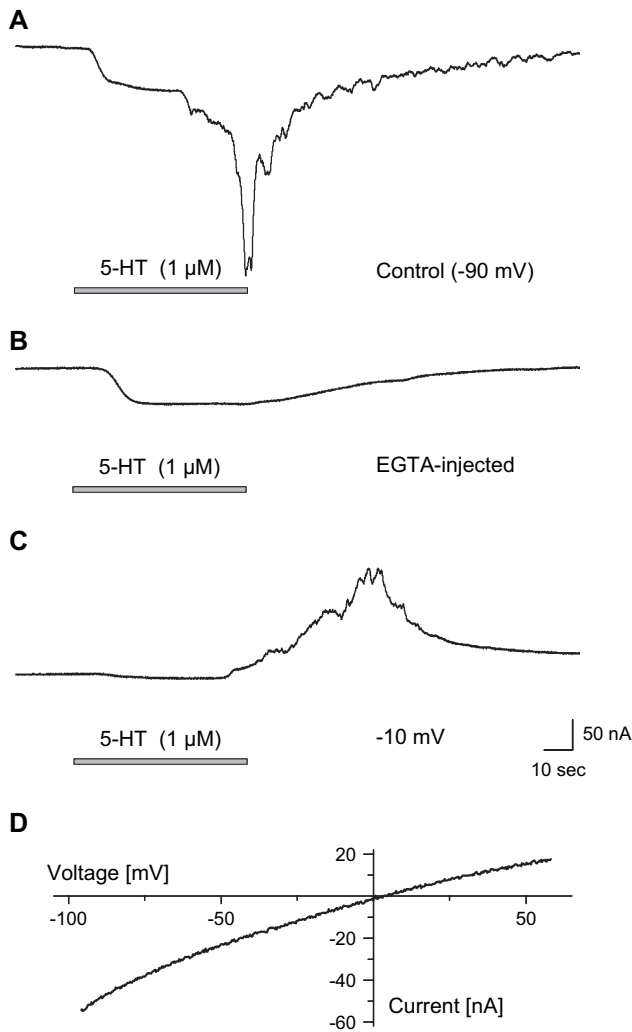 A
5-HT (1 µM)
Control (-90 mV)
B
5-HT (1 µM)
EGTA-injected
C
5-HT (1 µM)
-10 mV
50 nA
10 sec
D
Voltage [mV]
20
-100
-50
50
-20
-40
-60
Current [nA]